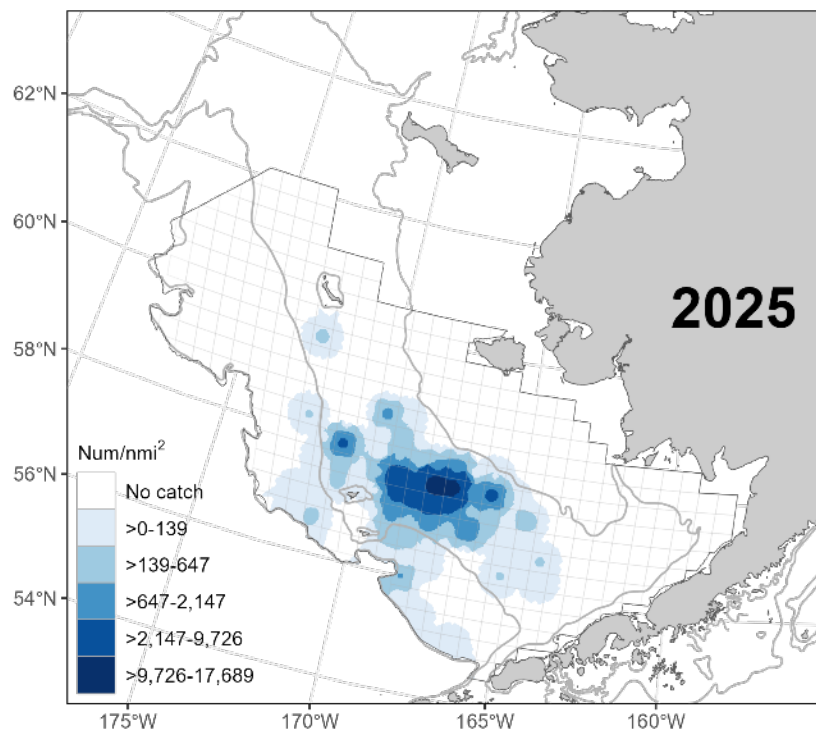 62°N
60°N
58°N
56°N
54°N
2025
Num/nmi²
No catch
>0-139
>139-647
>647-2,147
>2,147-9,726
>9,726-17,689
175°W
170°W
165°W
160°W